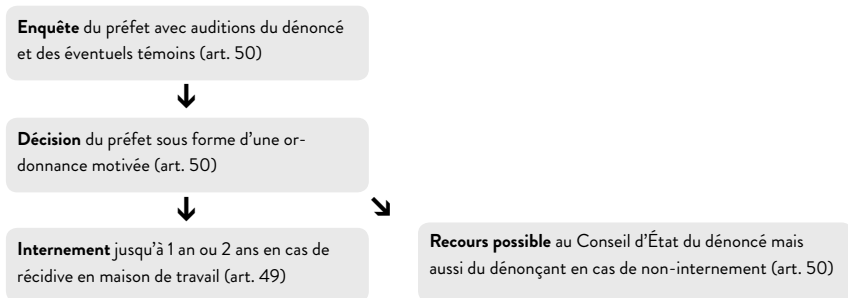 Enquête du préfet avec auditions du dénoncé
et des éventuels témoins (art. 50)
Décision du préfet sous forme d’une or-
donnance motivée (art. 50)
Internement jusqu’à 1 an ou 2 ans en cas de
récidive en maison de travail (art. 49)
Recours possible au Conseil d’État du dénoncé mais
aussi du dénonçant en cas de non-internement (art. 50)